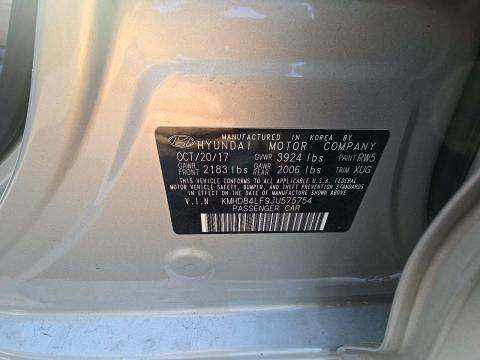 MANUFACTURED IN KOREA BY
HYUNDAI MOTOR COMPANY
OCT/20/17 GVWR 3924 lbs PAINT RW5
GAWR FRONT 2183 lbs GAWR REAR 2006 lbs TRIM XUG
THIS VEHICLE CONFORMS TO ALL APPLICABLE U.S.A. FEDERAL
MOTOR VEHICLE SAFETY, BUMPER, AND THEFT PREVENTION STANDARDS
IN EFFECT ON THE DATE OF MANUFACTURE SHOWN ABOVE.
V.I.N KMHD84LF9JU575754
PASSENGER CAR